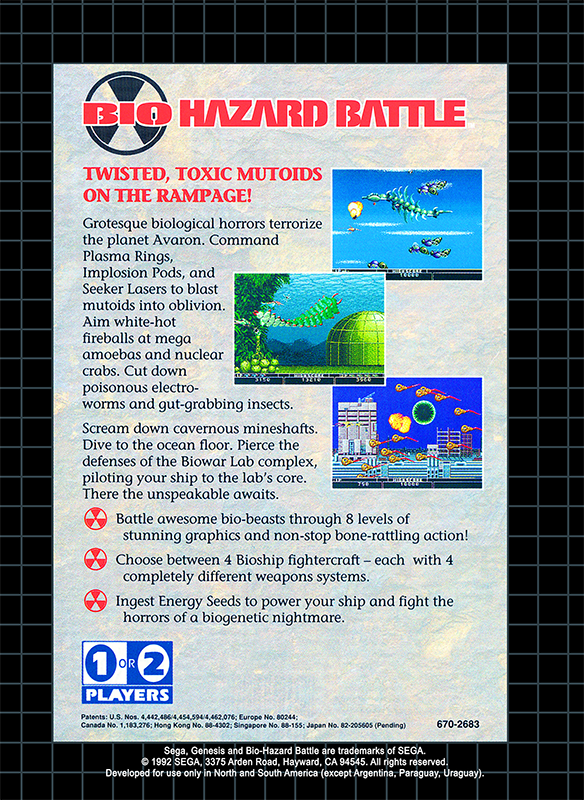 BIO HAZARD BATTLE
TWISTED, TOXIC MUTOIDS
ON THE RAMPAGE!
Grotesque biological horrors terrorize
the planet Avaron. Command
Plasma Rings,
Implosion Pods, and
Seeker Lasers to blast
mutoids into oblivion.
Aim white-hot
fireballs at mega
amoebas and nuclear
crabs. Cut down
poisonous electro-
worms and gut-grabbing insects.
Scream down cavernous mineshafts.
Dive to the ocean floor. Pierce the
defenses of the Biowar Lab complex,
piloting your ship to the lab's core.
There the unspeakable awaits.
Battle awesome bio-beasts through 8 levels of
stunning graphics and non-stop bone-rattling action!
Choose between 4 Bioship fightercraft – each with 4
completely different weapons systems.
Ingest Energy Seeds to power your ship and fight the
horrors of a biogenetic nightmare.
1 OR 2
PLAYERS
Patents: U.S. Nos. 4,442,486/4,454,594/4,462,076; Europe No. 80244;
Canada No. 1,183,276; Hong Kong No. 88-4302; Singapore No. 88-155; Japan No. 82-205605 (Pending)
670-2683
Sega, Genesis and Bio-Hazard Battle are trademarks of SEGA.
© 1992 SEGA, 3375 Arden Road, Hayward, CA 94545. All rights reserved.
Developed for use only in North and South America (except Argentina, Paraguay, Uraguay).